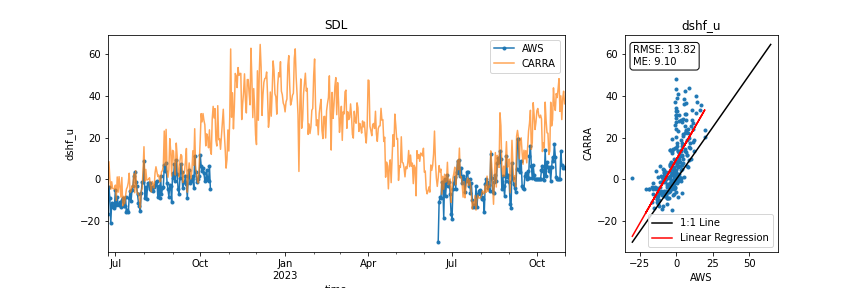 SDL
dshf_u
60
40
20
0
−20
AWS
CARRA
Jul
Oct
Jan
2023
Apr
Jul
Oct
time
dshf_u
CARRA
60
40
20
0
−20
RMSE: 13.82
ME: 9.10
1:1 Line
Linear Regression
−25
0
25
50
AWS